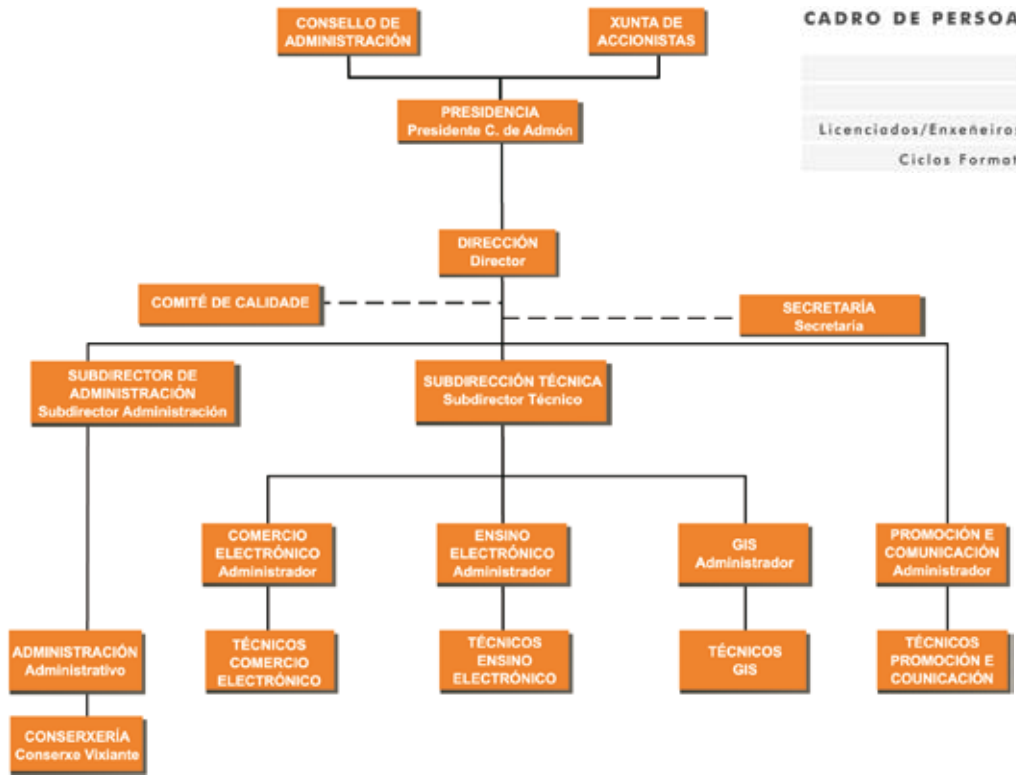 CONSELLO DE
ADMINISTRACIÓN
XUNTA DE
ACCIONISTAS
CADRO DE PERSOA
Licenciados/Enxeñeiros
Ciclos Format
PRESIDENCIA
Presidente C. de Admón
DIRECCIÓN
Director
COMITÉ DE CALIDADE
SECRETARÍA
Secretaria
SUBDIRECTOR DE
ADMINISTRACIÓN
Subdirector Administración
SUBDIRECCIÓN TÉCNICA
Subdirector Técnico
COMERCIO
ELECTRÓNICO
Administrador
ENSINO
ELECTRÓNICO
Administrador
GIS
Administrador
PROMOCIÓN E
COMUNICACIÓN
Administrador
ADMINISTRACIÓN
Administrativo
TÉCNICOS
COMERCIO
ELECTRÓNICO
TÉCNICOS
ENSINO
ELECTRÓNICO
TÉCNICOS
GIS
TÉCNICOS
PROMOCIÓN E
COUNICACIÓN
CONSERXERÍA
Conserxe Vixiante